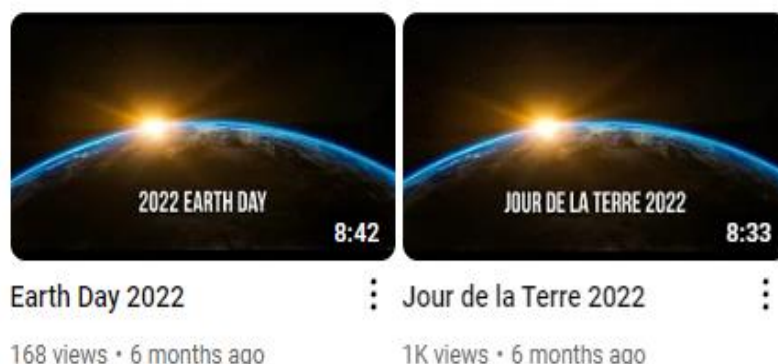 2022 EARTH DAY
8:42
Earth Day 2022
168 views • 6 months ago
JOUR DE LA TERRE 2022
8:33
Jour de la Terre 2022
1K views • 6 months ago